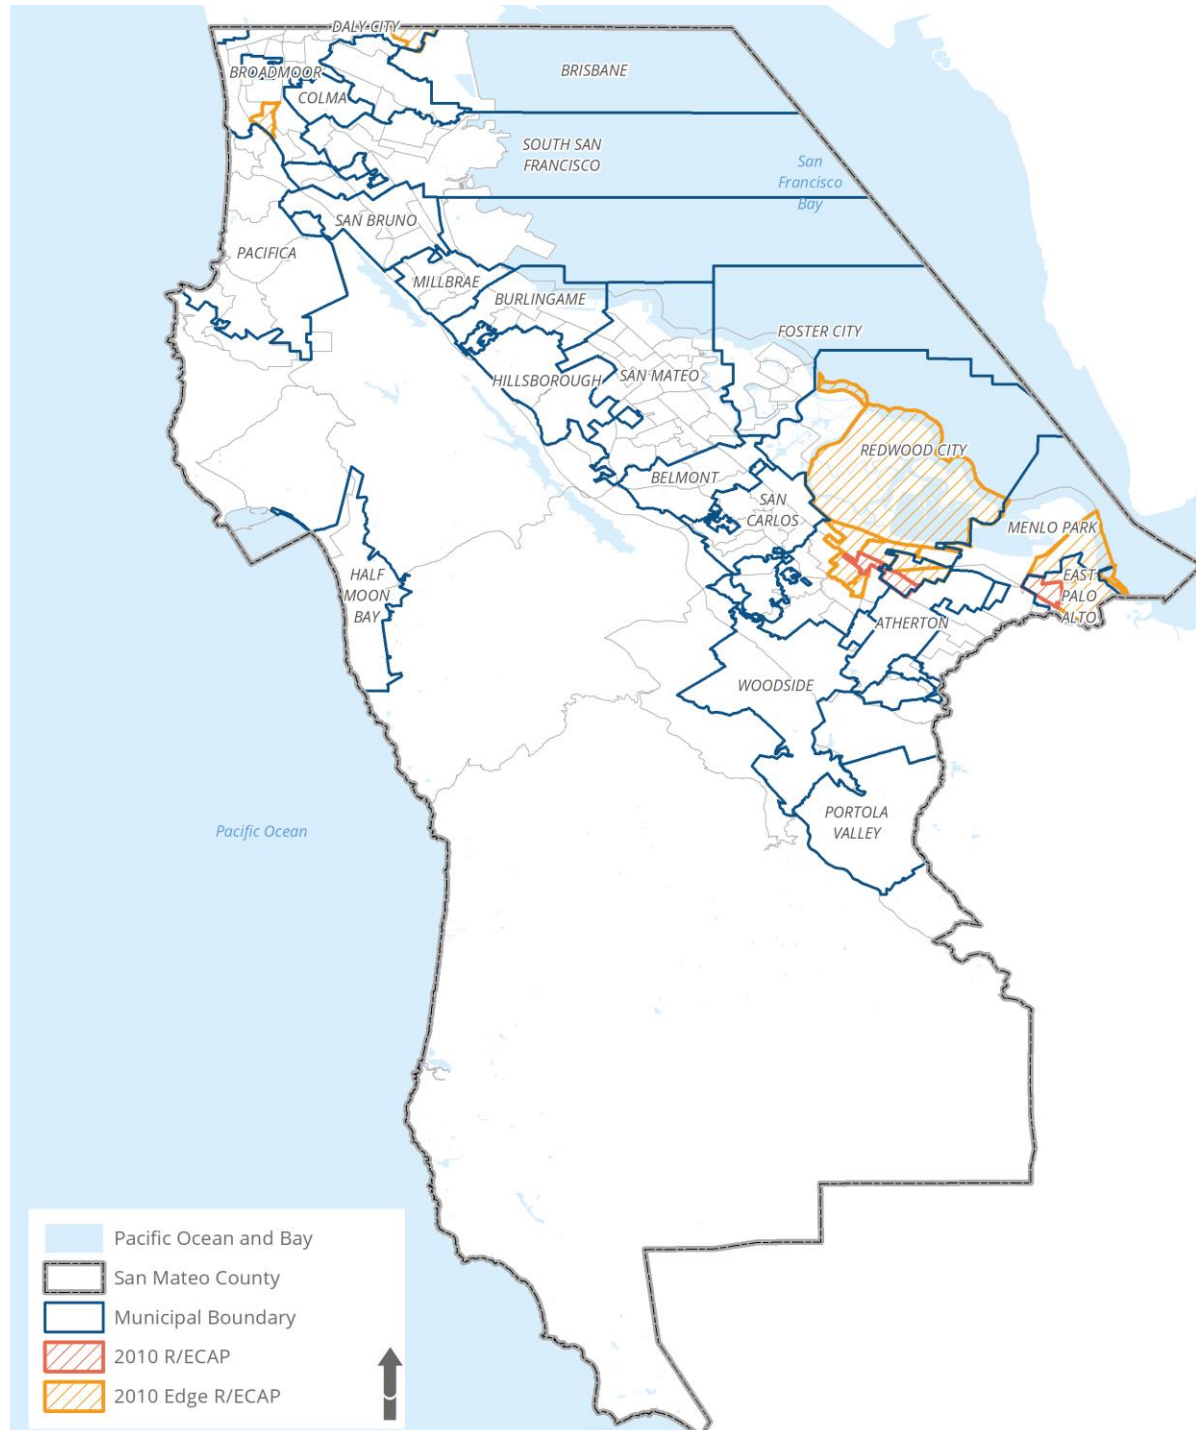 DALY CITY
BROADMOOR
BRISBANE
COLMA
SOUTH SAN
FRANCISCO
San
Francisco
Bay
SAN BRUNO
PACIFICA
MILLBRAE
BURLINGAME
FOSTER CITY
HILLSBOROUGH
SAN MATEO
REDWOOD CITY
BELMONT
SAN
CARLOS
MENLO PARK
HALF
MOON
BAY
EAST
PALO
ALTO
ATHERTON
WOODSIDE
PORTOLA
VALLEY
Pacific Ocean
Pacific Ocean and Bay
San Mateo County
Municipal Boundary
2010 R/ECAP
2010 Edge R/ECAP